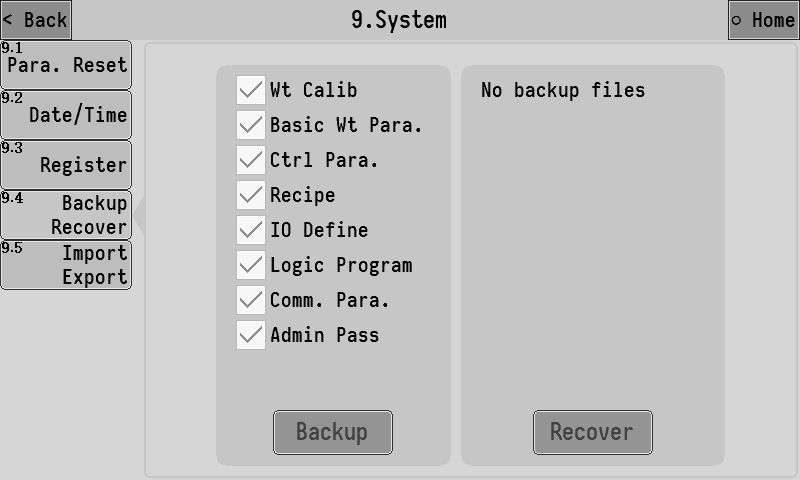 < Back
9.System
○ Home
9.1
Para. Reset
9.2
Date/Time
9.3
Register
9.4
Backup
Recover
9.5
Import
Export
Wt Calib
Basic Wt Para.
Ctrl Para.
Recipe
IO Define
Logic Program
Comm. Para.
Admin Pass
Backup
No backup files
Recover